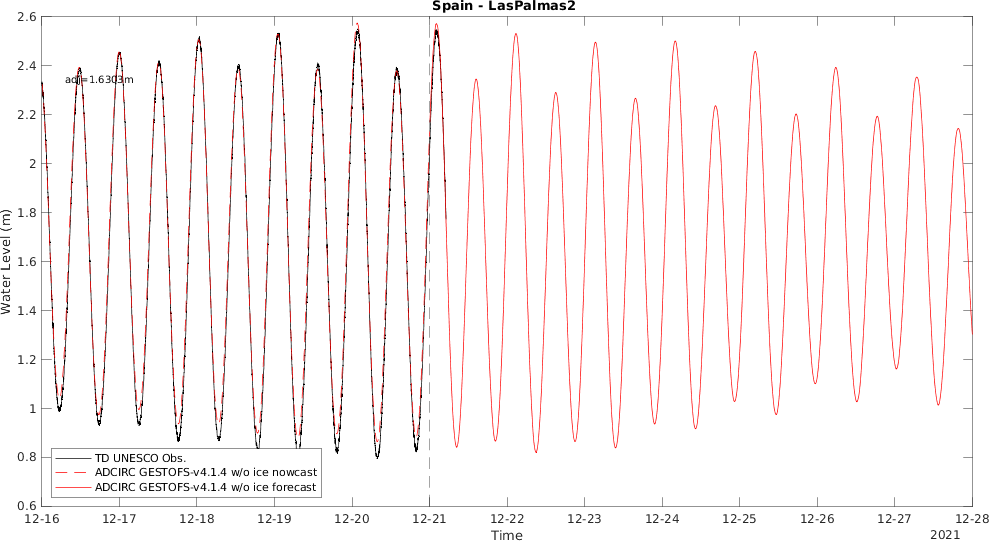 Spain - LasPalmas2
2.6
2.4
2.2
2
1.8
1.6
1.4
1.2
1
0.8
0.6
Water Level (m)
adj=1.6303m
TD UNESCO Obs.
ADCIRC GESTOFS-v4.1.4 w/o ice nowcast
ADCIRC GESTOFS-v4.1.4 w/o ice forecast
12-16 12-17 12-18 12-19 12-20 12-21 12-22 12-23 12-24 12-25 12-26 12-27 12-28
Time
2021